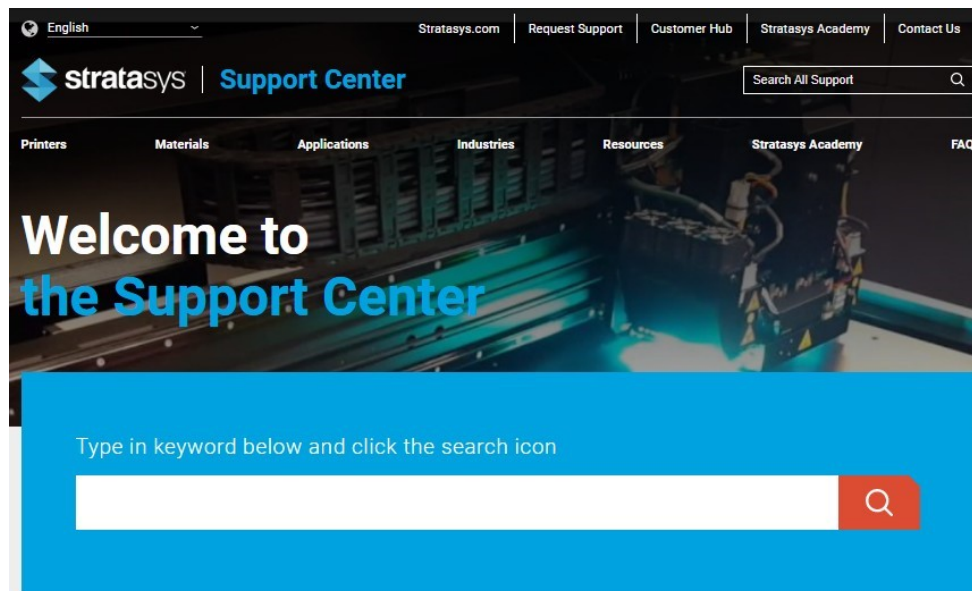 English
Stratasys.com
Request Support
Customer Hub
Stratasys Academy
Contact Us
stratasys
Support Center
Search All Support
Printers
Materials
Applications
Industries
Resources
Stratasys Academy
FAQ
Welcome to
the Support Center
Type in keyword below and click the search icon